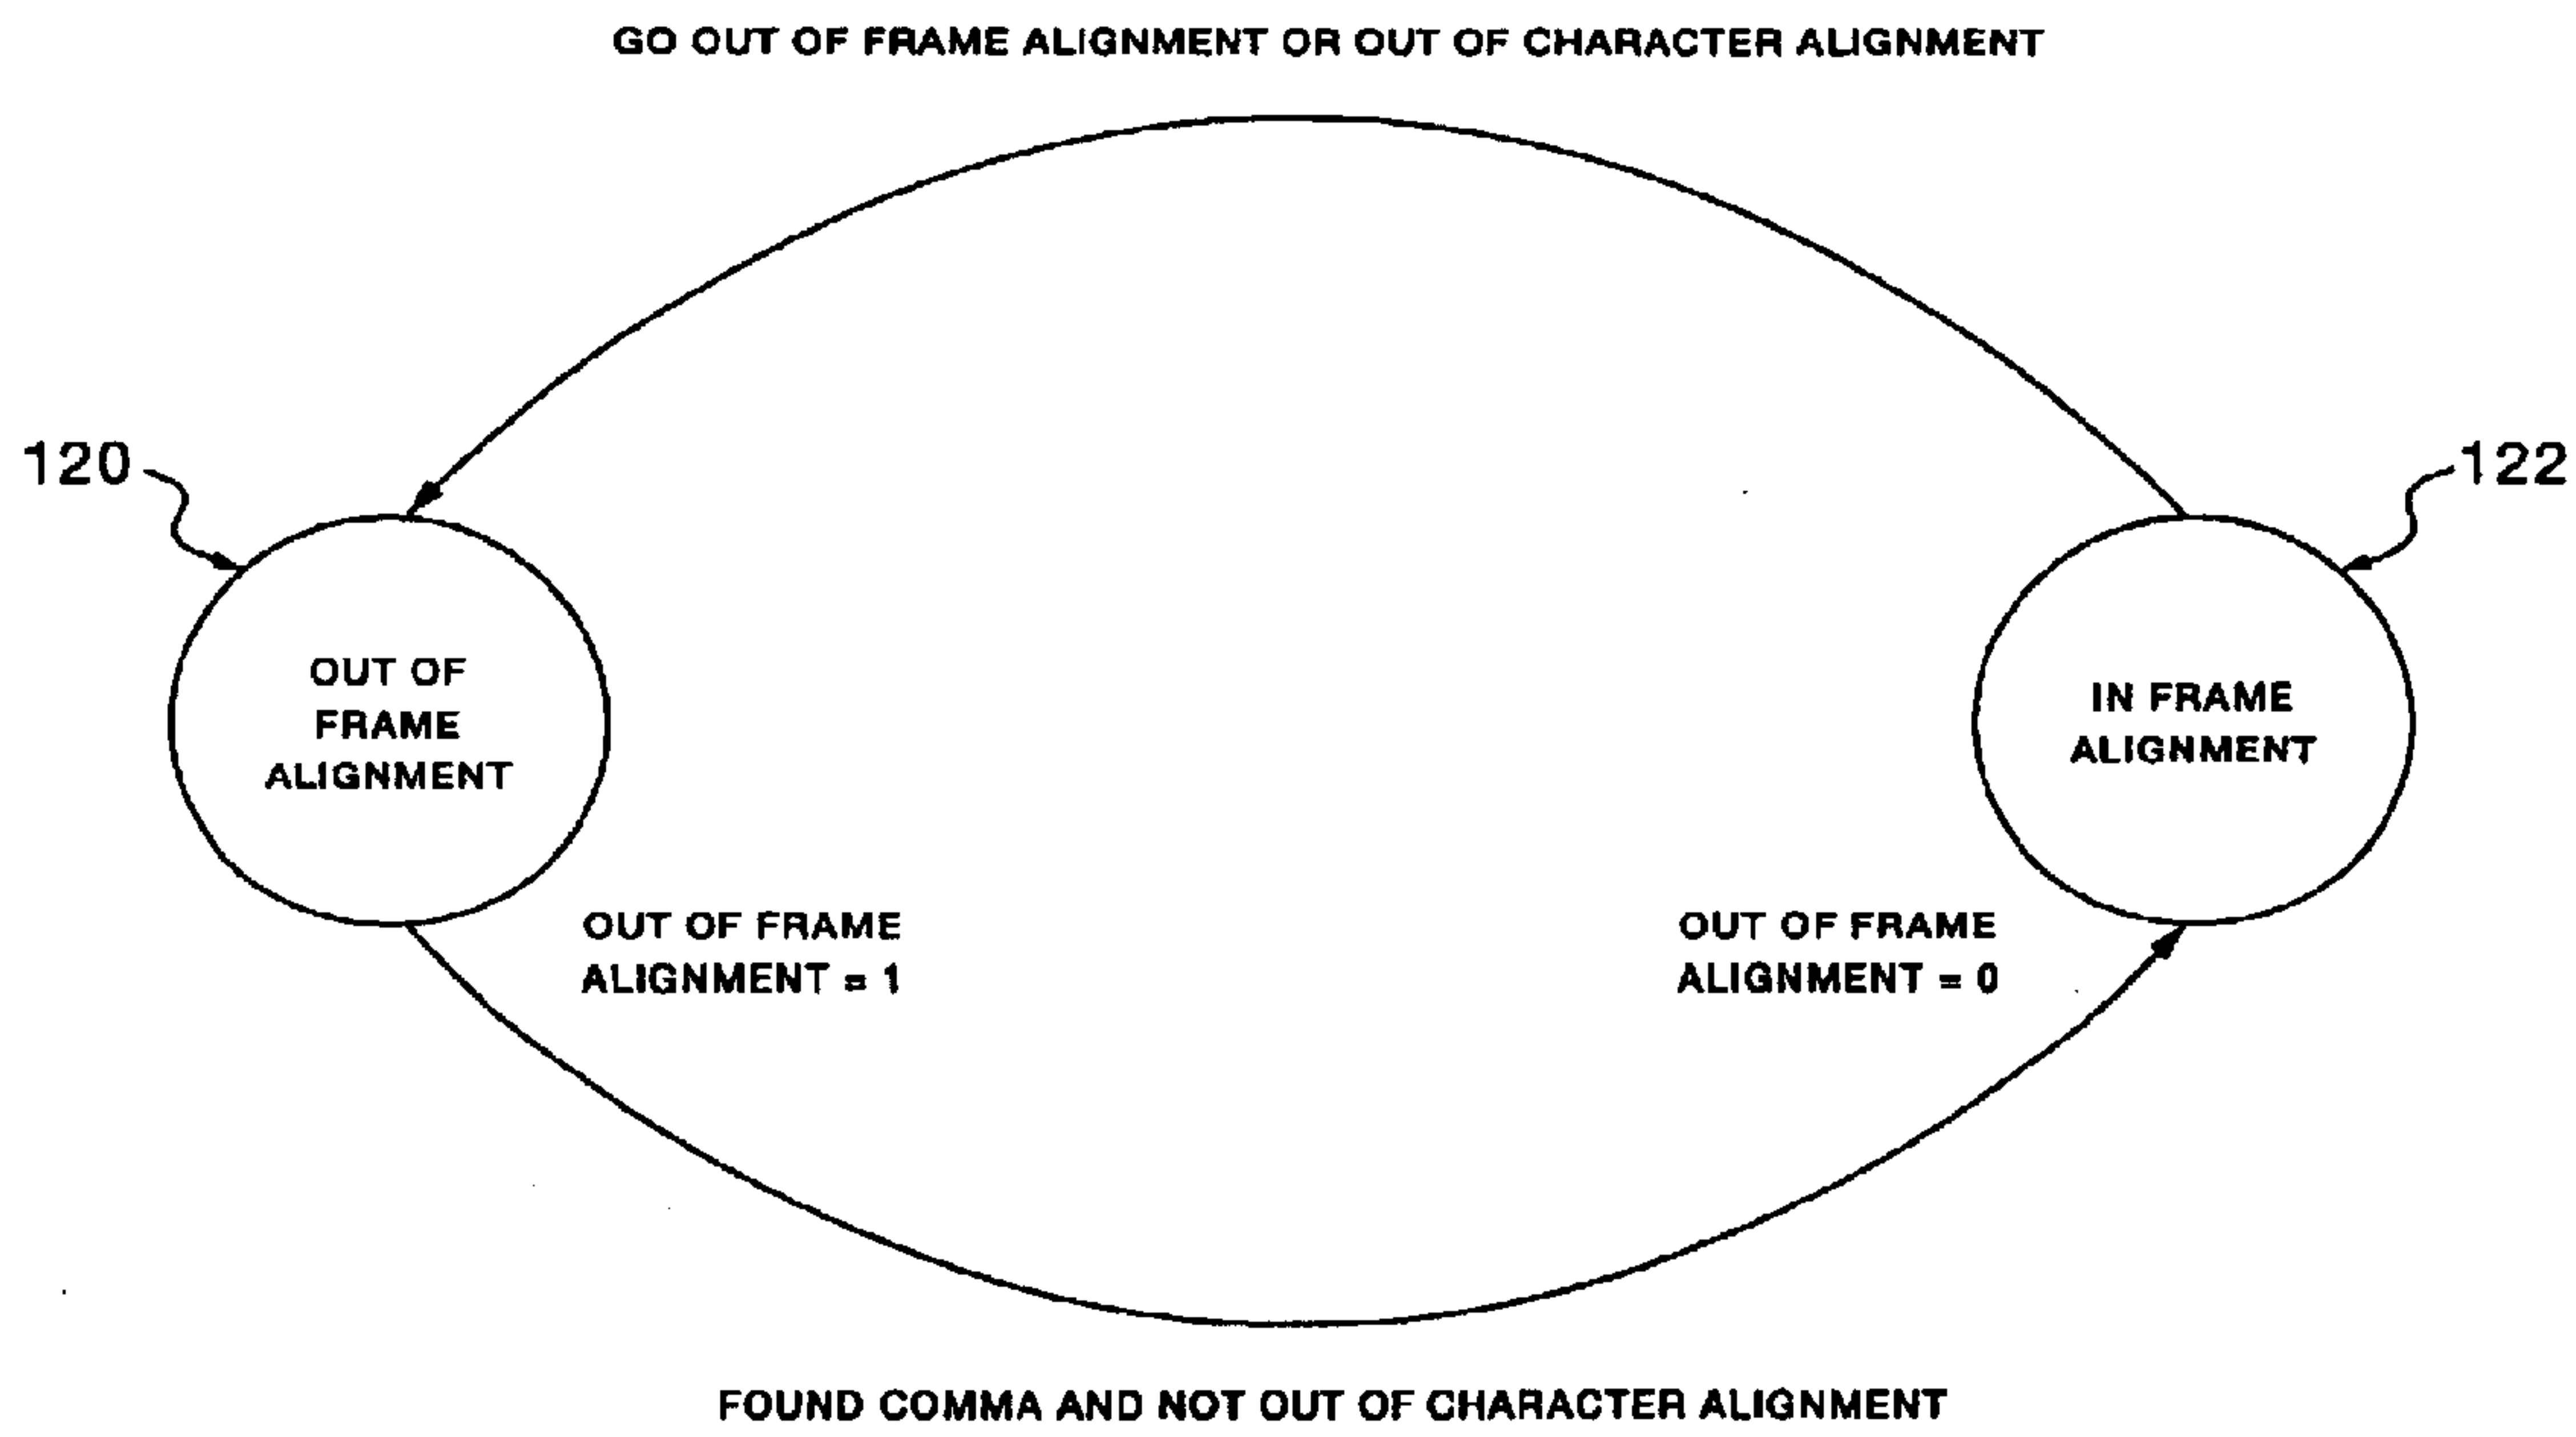 GO OUT OF FRAME ALIGNMENT OR OUT OF CHARACTER ALIGNMENT
120
122
OUT OF
FRAME
ALIGNMENT
IN FRAME
ALIGNMENT
OUT OF FRAME
ALIGNMENT = 1
OUT OF FRAME
ALIGNMENT = 0
FOUND COMMA AND NOT OUT OF CHARACTER ALIGNMENT